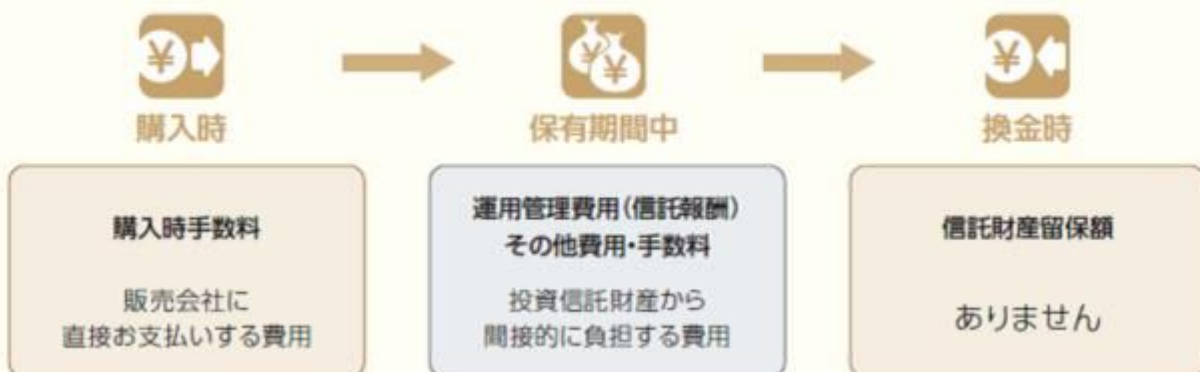 ¥
¥
¥
¥
購入時
保有期間中
換金時
購入時手数料
販売会社に
直接お支払いする費用
運用管理費用(信託報酬)
その他費用・手数料
投資信託財産から
間接的に負担する費用
信託財産留保額
ありません